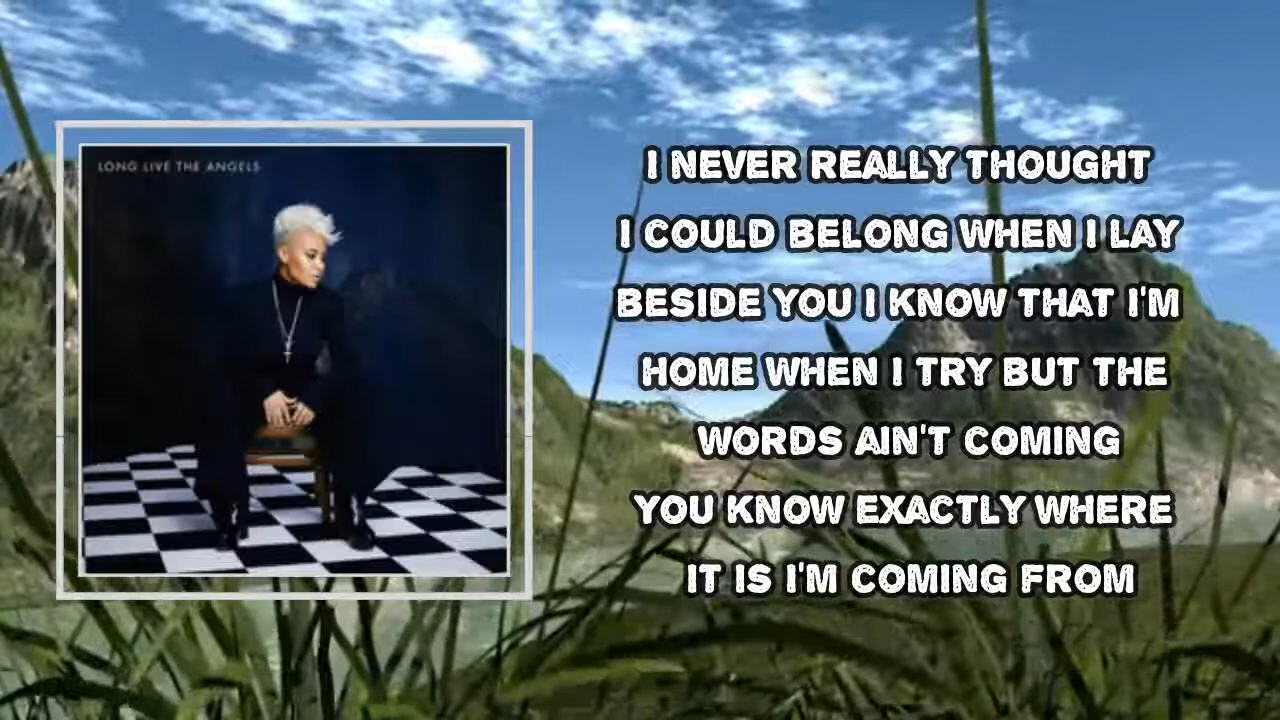 LONG LIVE THE ANGELS
I NEVER REALLY THOUGHT
I COULD BELONG WHEN I LAY
BESIDE YOU I KNOW THAT I'M
HOME WHEN I TRY BUT THE
WORDS AIN'T COMING
YOU KNOW EXACTLY WHERE
IT IS I'M COMING FROM